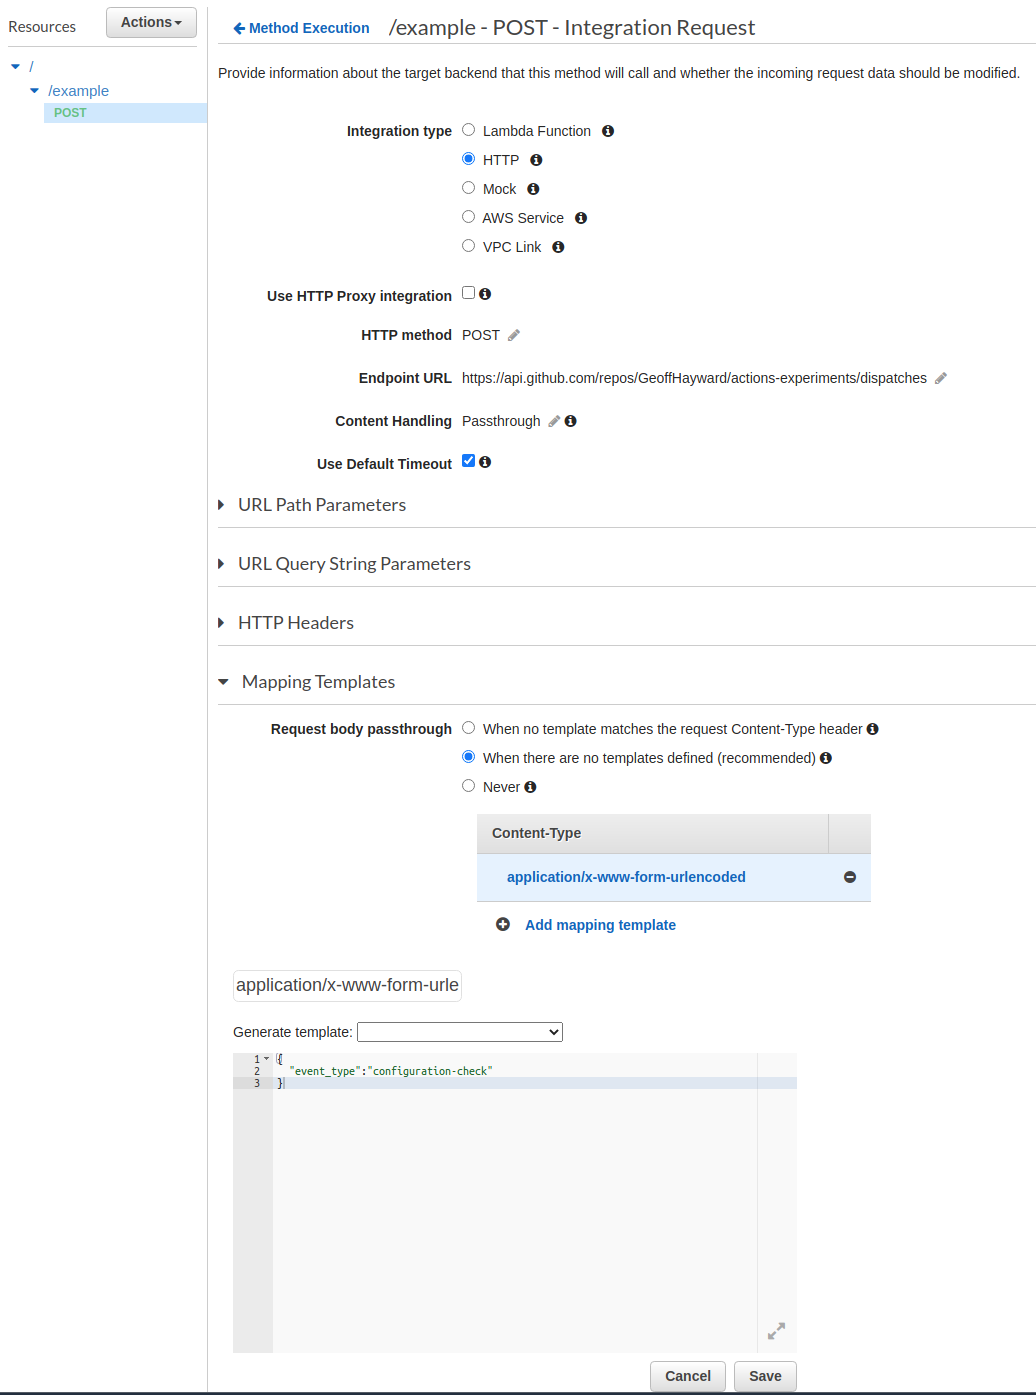 Resources
Actions
Method Execution
/example - POST - Integration Request
/
/example
POST
Provide information about the target backend that this method will call and whether the incoming request data should be modified.
Integration type
Lambda Function
HTTP
Mock
AWS Service
VPC Link
Use HTTP Proxy integration
HTTP method POST
Endpoint URL https://api.github.com/repos/GeoffHayward/actions-experiments/dispatches
Content Handling Passthrough
Use Default Timeout
URL Path Parameters
URL Query String Parameters
HTTP Headers
Mapping Templates
Request body passthrough
When no template matches the request Content-Type header
When there are no templates defined (recommended)
Never
Content-Type
application/x-www-form-urlencoded
Add mapping template
application/x-www-form-urle
Generate template:
1 {
2 "event_type":"configuration-check"
3 }
Cancel
Save